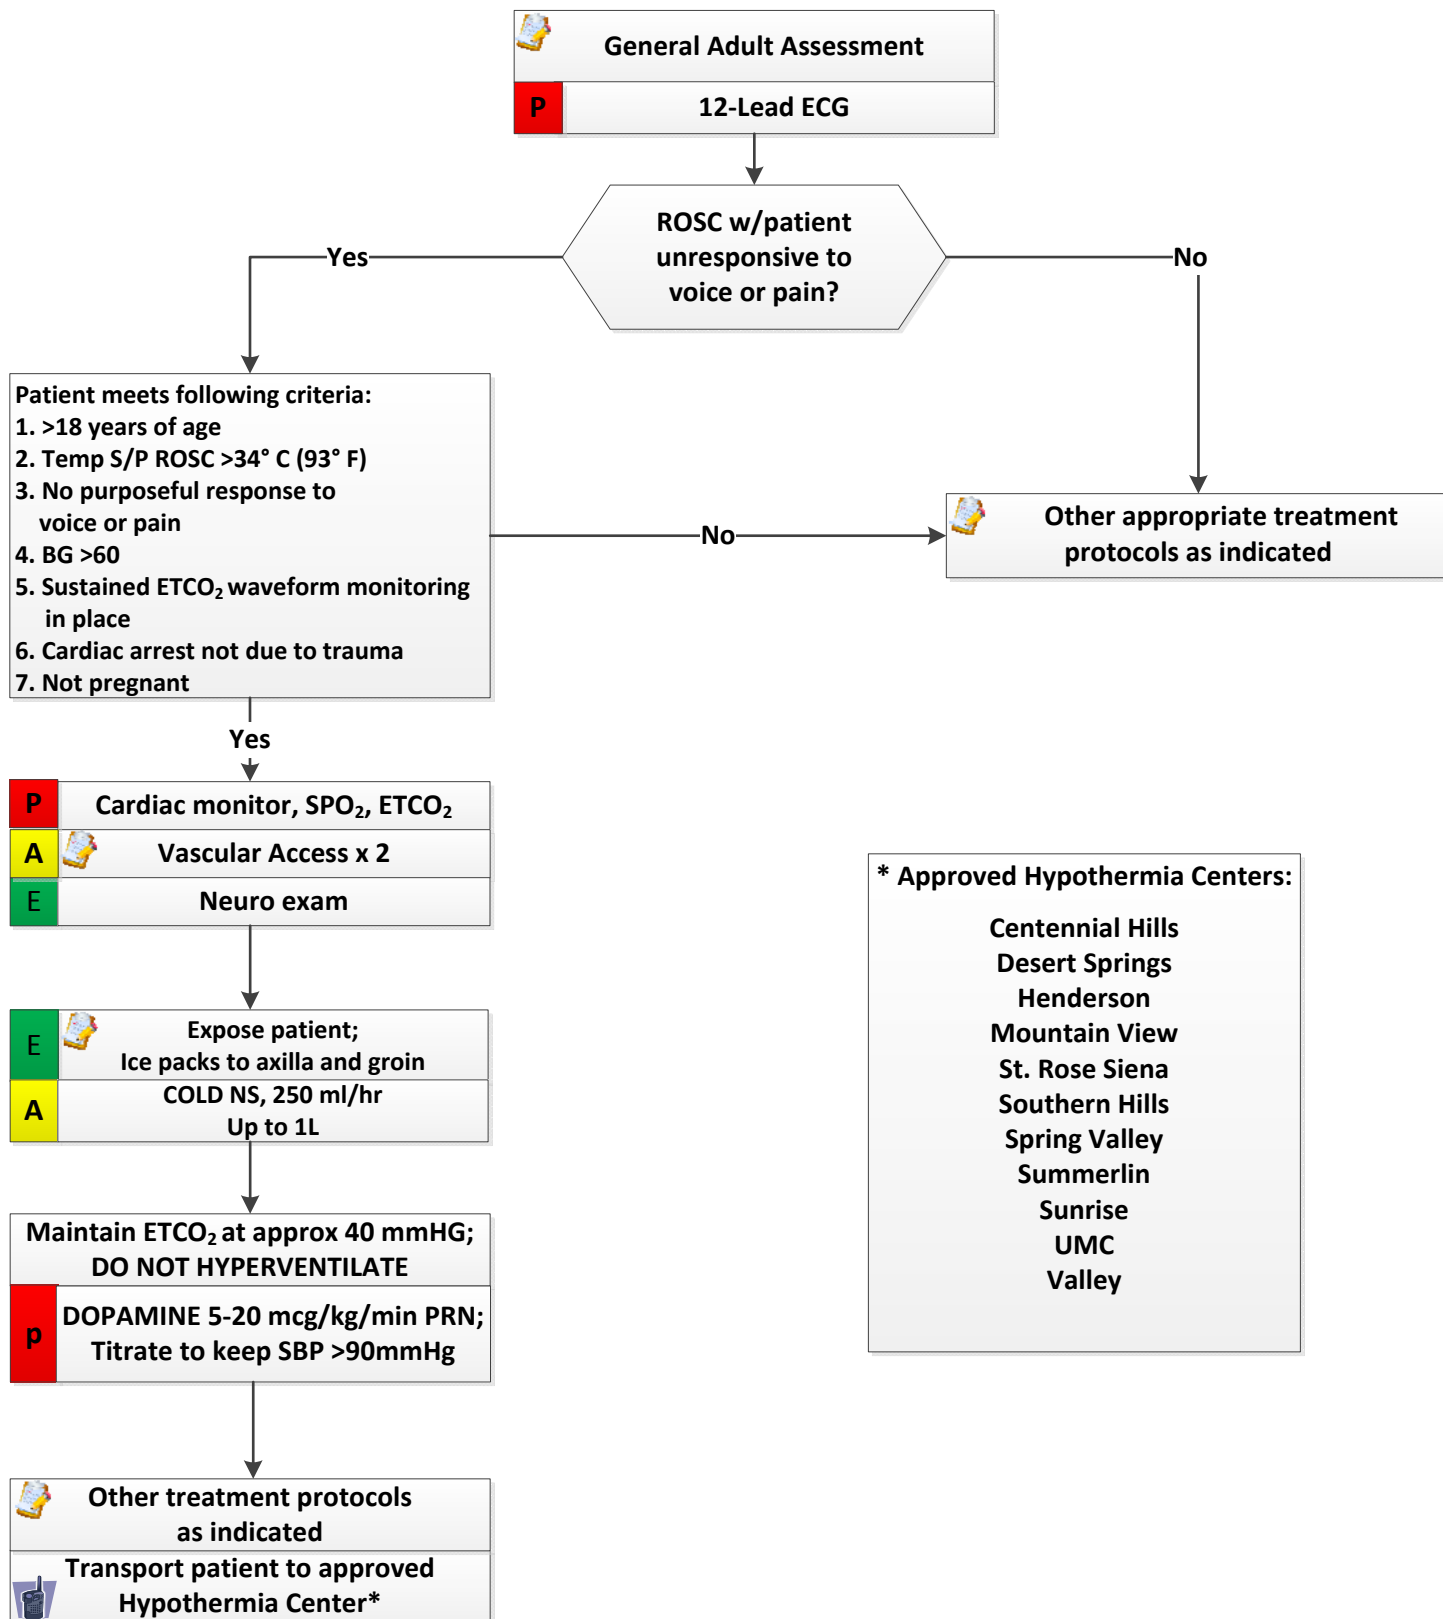 General Adult Assessment
P
12-Lead ECG
ROSC w/patient
unresponsive to
voice or pain?
Yes
No
Patient meets following criteria:
1. >18 years of age
2. Temp S/P ROSC >34° C (93° F)
3. No purposeful response to
voice or pain
4. BG >60
5. Sustained ETCO₂ waveform monitoring
in place
6. Cardiac arrest not due to trauma
7. Not pregnant
No
Other appropriate treatment
protocols as indicated
Yes
P
Cardiac monitor, SPO₂, ETCO₂
A
Vascular Access x 2
E
Neuro exam
E
Expose patient;
Ice packs to axilla and groin
A
COLD NS, 250 ml/hr
Up to 1L
Maintain ETCO₂ at approx 40 mmHG;
DO NOT HYPERVENTILATE
p
DOPAMINE 5-20 mcg/kg/min PRN;
Titrate to keep SBP >90mmHg
Other treatment protocols
as indicated
Transport patient to approved
Hypothermia Center*
* Approved Hypothermia Centers:
Centennial Hills
Desert Springs
Henderson
Mountain View
St. Rose Siena
Southern Hills
Spring Valley
Summerlin
Sunrise
UMC
Valley